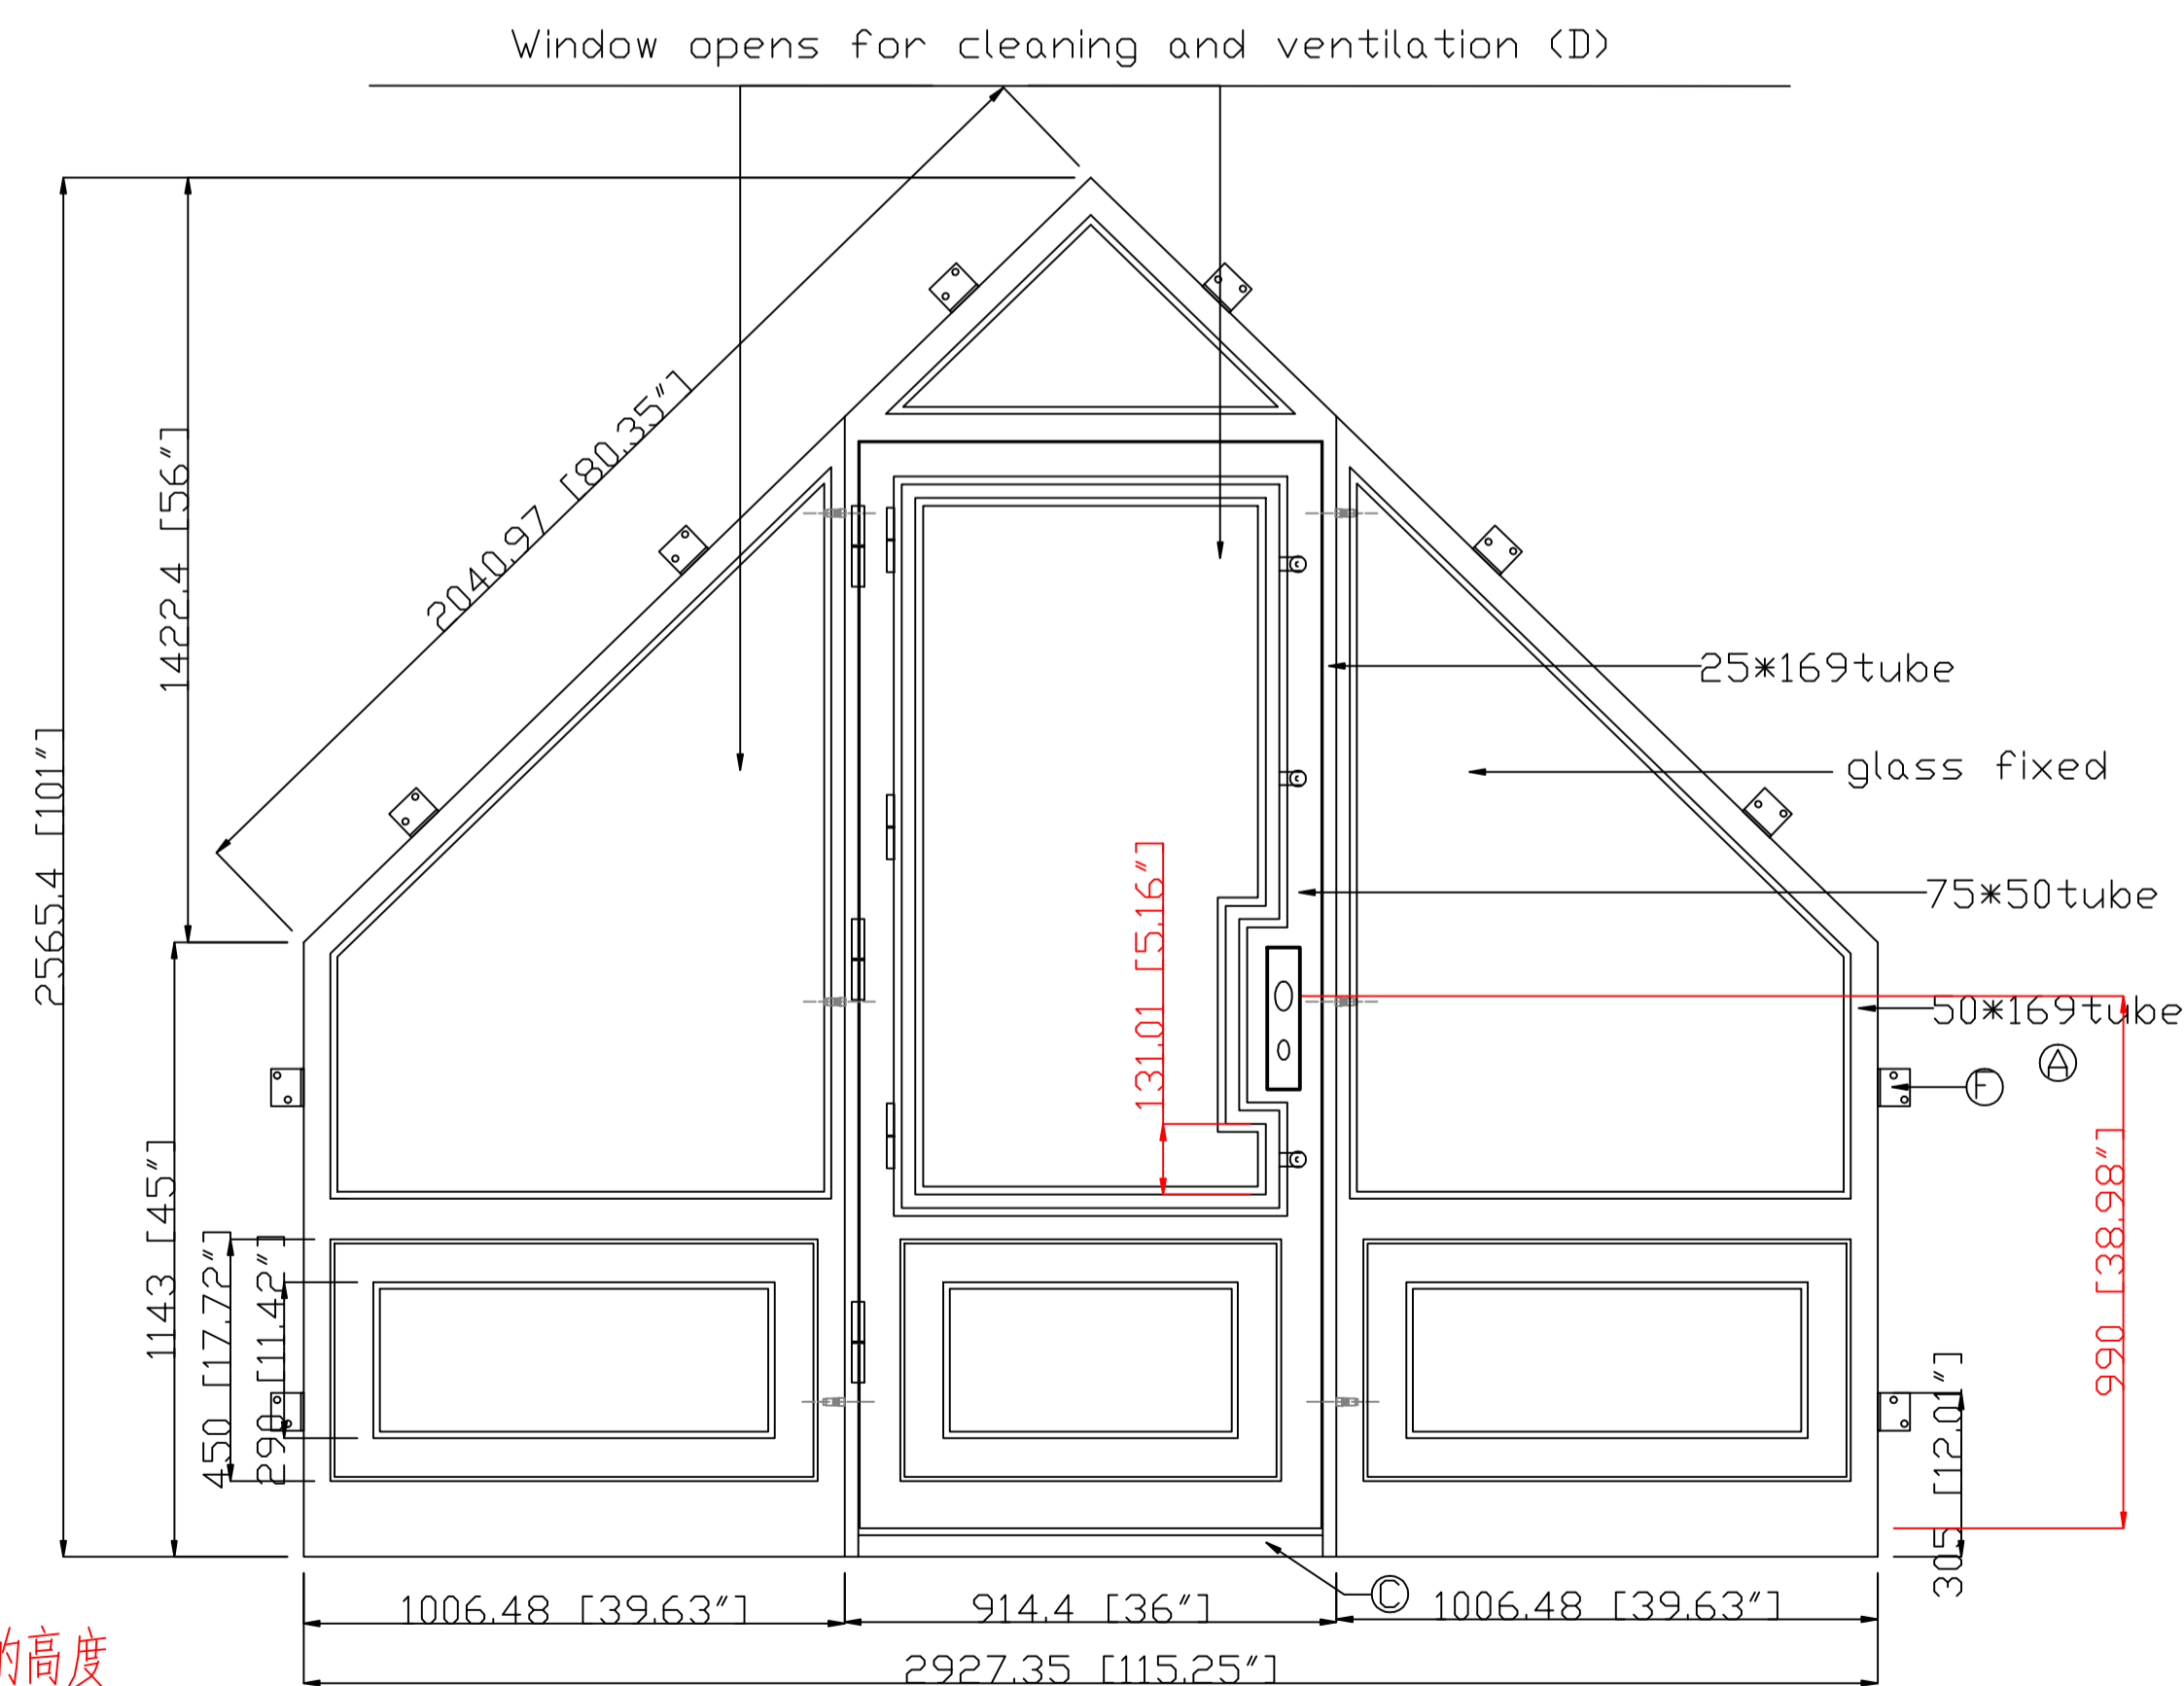 Window opens for cleaning and ventilation (D)
2040.97 [80.35"]
1422.4 [56"]
2565.4 [101"]
25*169tube
glass fixed
75*50tube
131.01 [5.16"]
50*169tube
A
F
1143 [45"]
450 [17.72"]
290 [11.42"]
990 [38.98"]
305 [12.01"]
C
1006.48 [39.63"]
914.4 [36"]
1006.48 [39.63"]
的高度
2927.35 [115.25"]